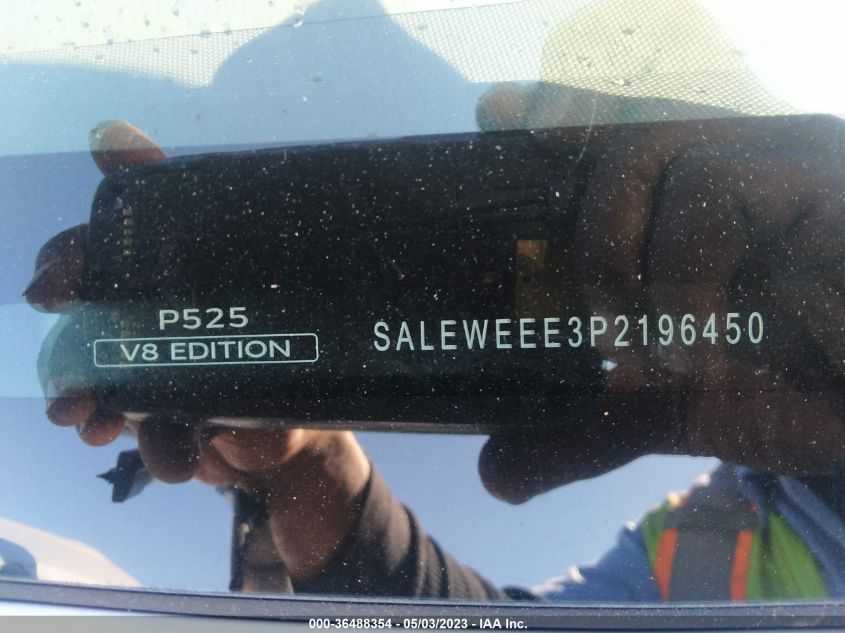 P525
V8 EDITION
SALEWEEE3P2196450
000-36488354 - 05/03/2023 - IAA Inc.